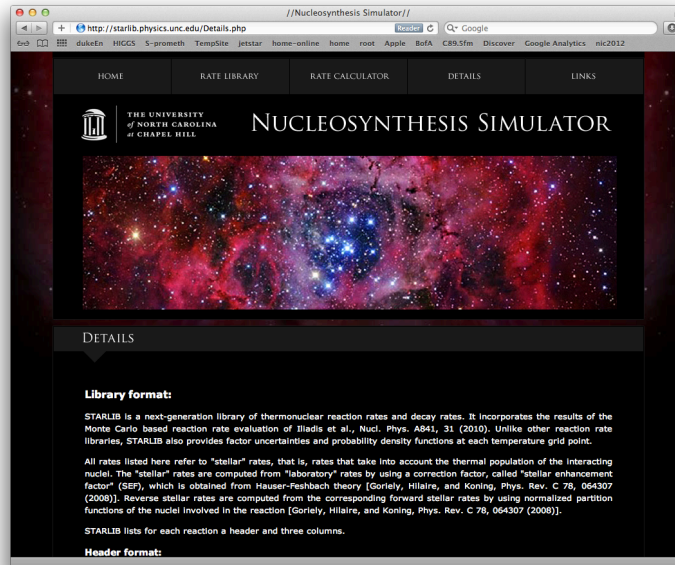 //Nucleosynthesis Simulator//
http://starlib.physics.unc.edu/Details.php
Reader
Google
dukeEn HIGGS S-prometh TempSite jetstar home-online home root Apple BofA C89.5fm Discover Google Analytics nic2012
HOME RATE LIBRARY RATE CALCULATOR DETAILS LINKS
THE UNIVERSITY
of NORTH CAROLINA
at CHAPEL HILL
NUCLEOSYNTHESIS SIMULATOR
DETAILS
Library format:
STARLIB is a next-generation library of thermonuclear reaction rates and decay rates. It incorporates the results of the
Monte Carlo based reaction rate evaluation of Iliadis et al., Nucl. Phys. A841, 31 (2010). Unlike other reaction rate
libraries, STARLIB also provides factor uncertainties and probability density functions at each temperature grid point.
All rates listed here refer to "stellar" rates, that is, rates that take into account the thermal population of the interacting
nuclei. The "stellar" rates are computed from "laboratory" rates by using a correction factor, called "stellar enhancement
factor" (SEF), which is obtained from Hauser-Feshbach theory [Goriely, Hilaire, and Koning, Phys. Rev. C 78, 064307
(2008)]. Reverse stellar rates are computed from the corresponding forward stellar rates by using normalized partition
functions of the nuclei involved in the reaction [Goriely, Hilaire, and Koning, Phys. Rev. C 78, 064307 (2008)].
STARLIB lists for each reaction a header and three columns.
Header format: